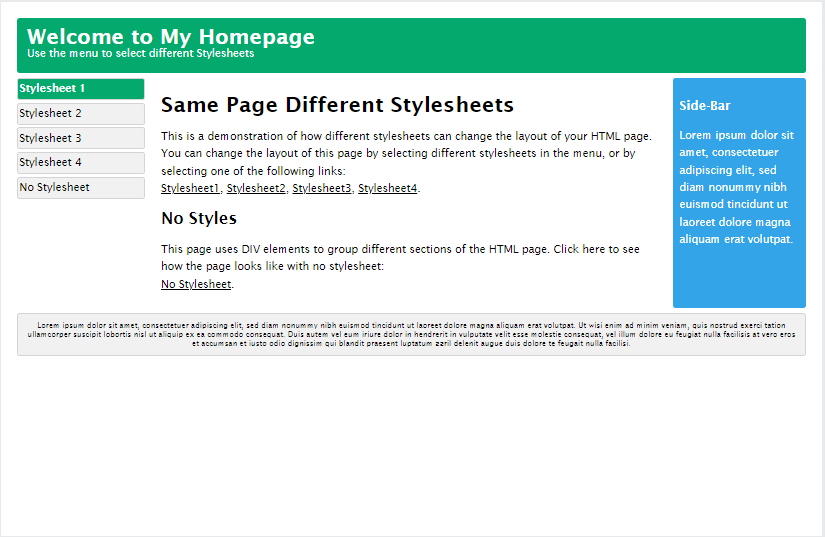 Welcome to My Homepage
Use the menu to select different Stylesheets
Stylesheet 1
Stylesheet 2
Stylesheet 3
Stylesheet 4
No Stylesheet
Same Page Different Stylesheets
This is a demonstration of how different stylesheets can change the layout of your HTML page.
You can change the layout of this page by selecting different stylesheets in the menu, or by
selecting one of the following links:
Stylesheet1, Stylesheet2, Stylesheet3, Stylesheet4.
No Styles
This page uses DIV elements to group different sections of the HTML page. Click here to see
how the page looks like with no stylesheet:
No Stylesheet.
Side-Bar
Lorem ipsum dolor sit
amet, consectetuer
adipiscing elit, sed
diam nonummy nibh
euismod tincidunt ut
laoreet dolore magna
aliquam erat volutpat.
Lorem ipsum dolor sit amet, consectetuer adipiscing elit, sed diam nonummy nibh euismod tincidunt ut laoreet dolore magna aliquam erat volutpat. Ut wisi enim ad minim veniam, quis nostrud exerci tation
ullamcorper suscipit lobortis nisl ut aliquip ex ea commodo consequat. Duis autem vel eum iriure dolor in hendrerit in vulputate velit esse molestie consequat, vel illum dolore eu feugiat nulla facilisis at vero eros
et accumsan et iusto odio dignissim qui blandit praesent luptatum zzril delenit augue duis dolore te feugait nulla facilisi.